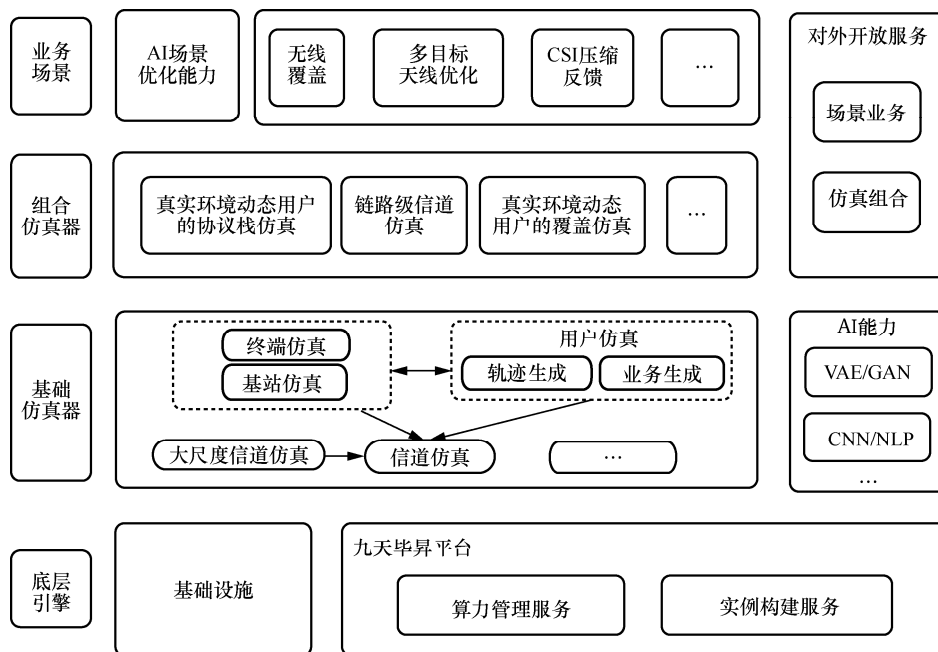 业务
场景
AI场景
优化能力
无线
覆盖
多目标
天线优化
CSI压缩
反馈
…
对外开放服务
场景业务
仿真组合
组合
仿真器
真实环境动态用户
的协议栈仿真
链路级信道
仿真
真实环境动态
用户的覆盖仿真
…
基础
仿真器
终端仿真
基站仿真
用户仿真
轨迹生成
业务生成
大尺度信道仿真
信道仿真
…
AI能力
VAE/GAN
CNN/NLP
…
底层
引擎
基础设施
九天毕昇平台
算力管理服务
实例构建服务